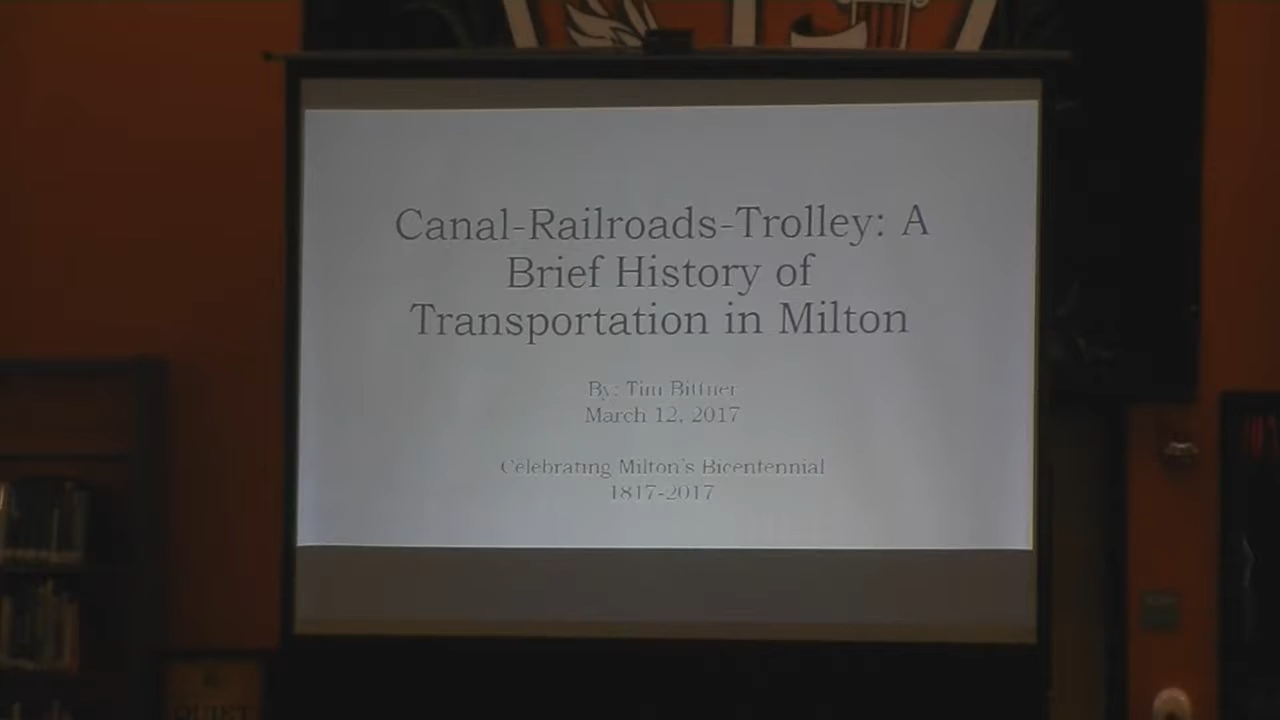 Canal-Railroads-Trolley: A
Brief History of
Transportation in Milton
By: Tim Bittner
March 12, 2017
Celebrating Milton's Bicentennial
1817-2017
QUIET